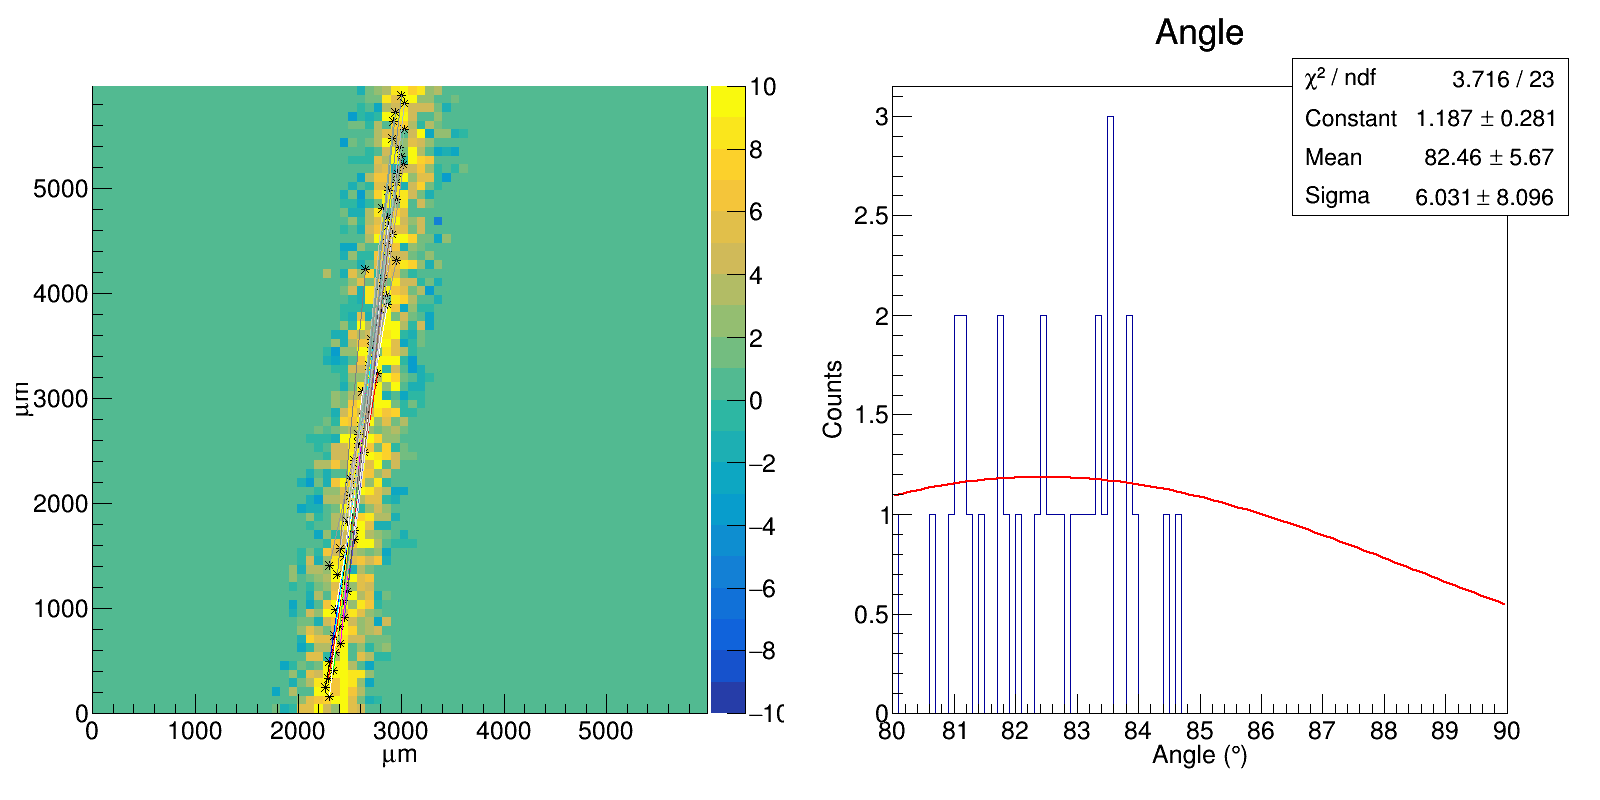 Angle
χ² / ndf 3.716 / 23
Constant 1.187 ± 0.281
Mean 82.46 ± 5.67
Sigma 6.031 ± 8.096
10
8
6
4
2
0
−2
−4
−6
−8
−10
5000
4000
3000
2000
1000
0
μm
0 1000 2000 3000 4000 5000
μm
3
2.5
2
1.5
1
0.5
0
Counts
80 81 82 83 84 85 86 87 88 89 90
Angle (°)